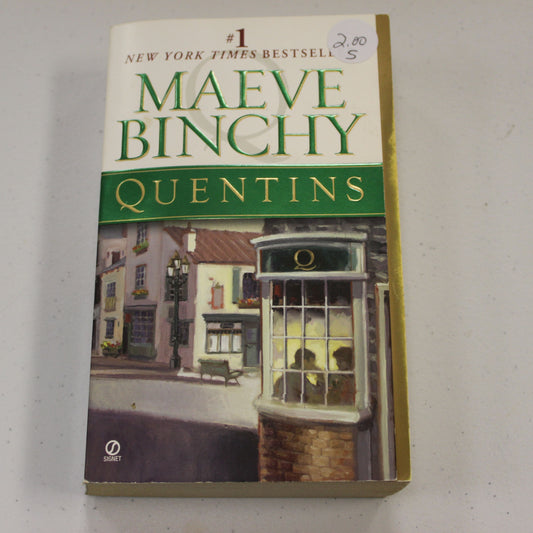 #1
NEW YORK TIMES BESTSELLE
2.00
S
MAEVE
BINCHY
QUENTINS
Q
S
SIGNET